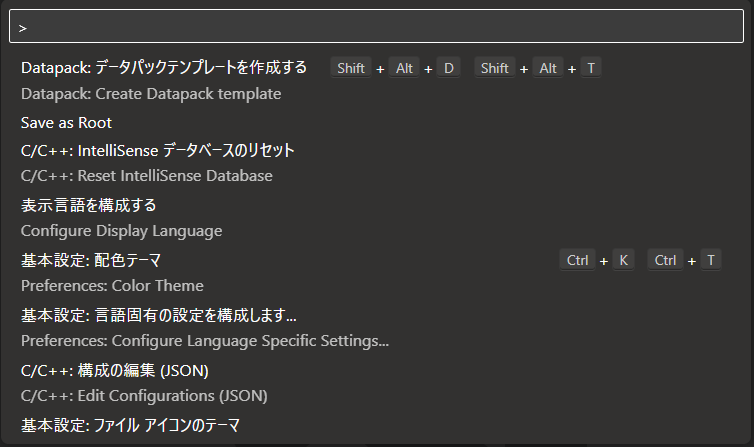 >
Datapack: データパックテンプレートを作成する Shift + Alt + D Shift + Alt + T
Datapack: Create Datapack template
Save as Root
C/C++: IntelliSense データベースのリセット
C/C++: Reset IntelliSense Database
表示言語を構成する
Configure Display Language
基本設定: 配色テーマ Ctrl + K Ctrl + T
Preferences: Color Theme
基本設定: 言語固有の設定を構成します...
Preferences: Configure Language Specific Settings...
C/C++: 構成の編集 (JSON)
C/C++: Edit Configurations (JSON)
基本設定: ファイル アイコンのテーマ